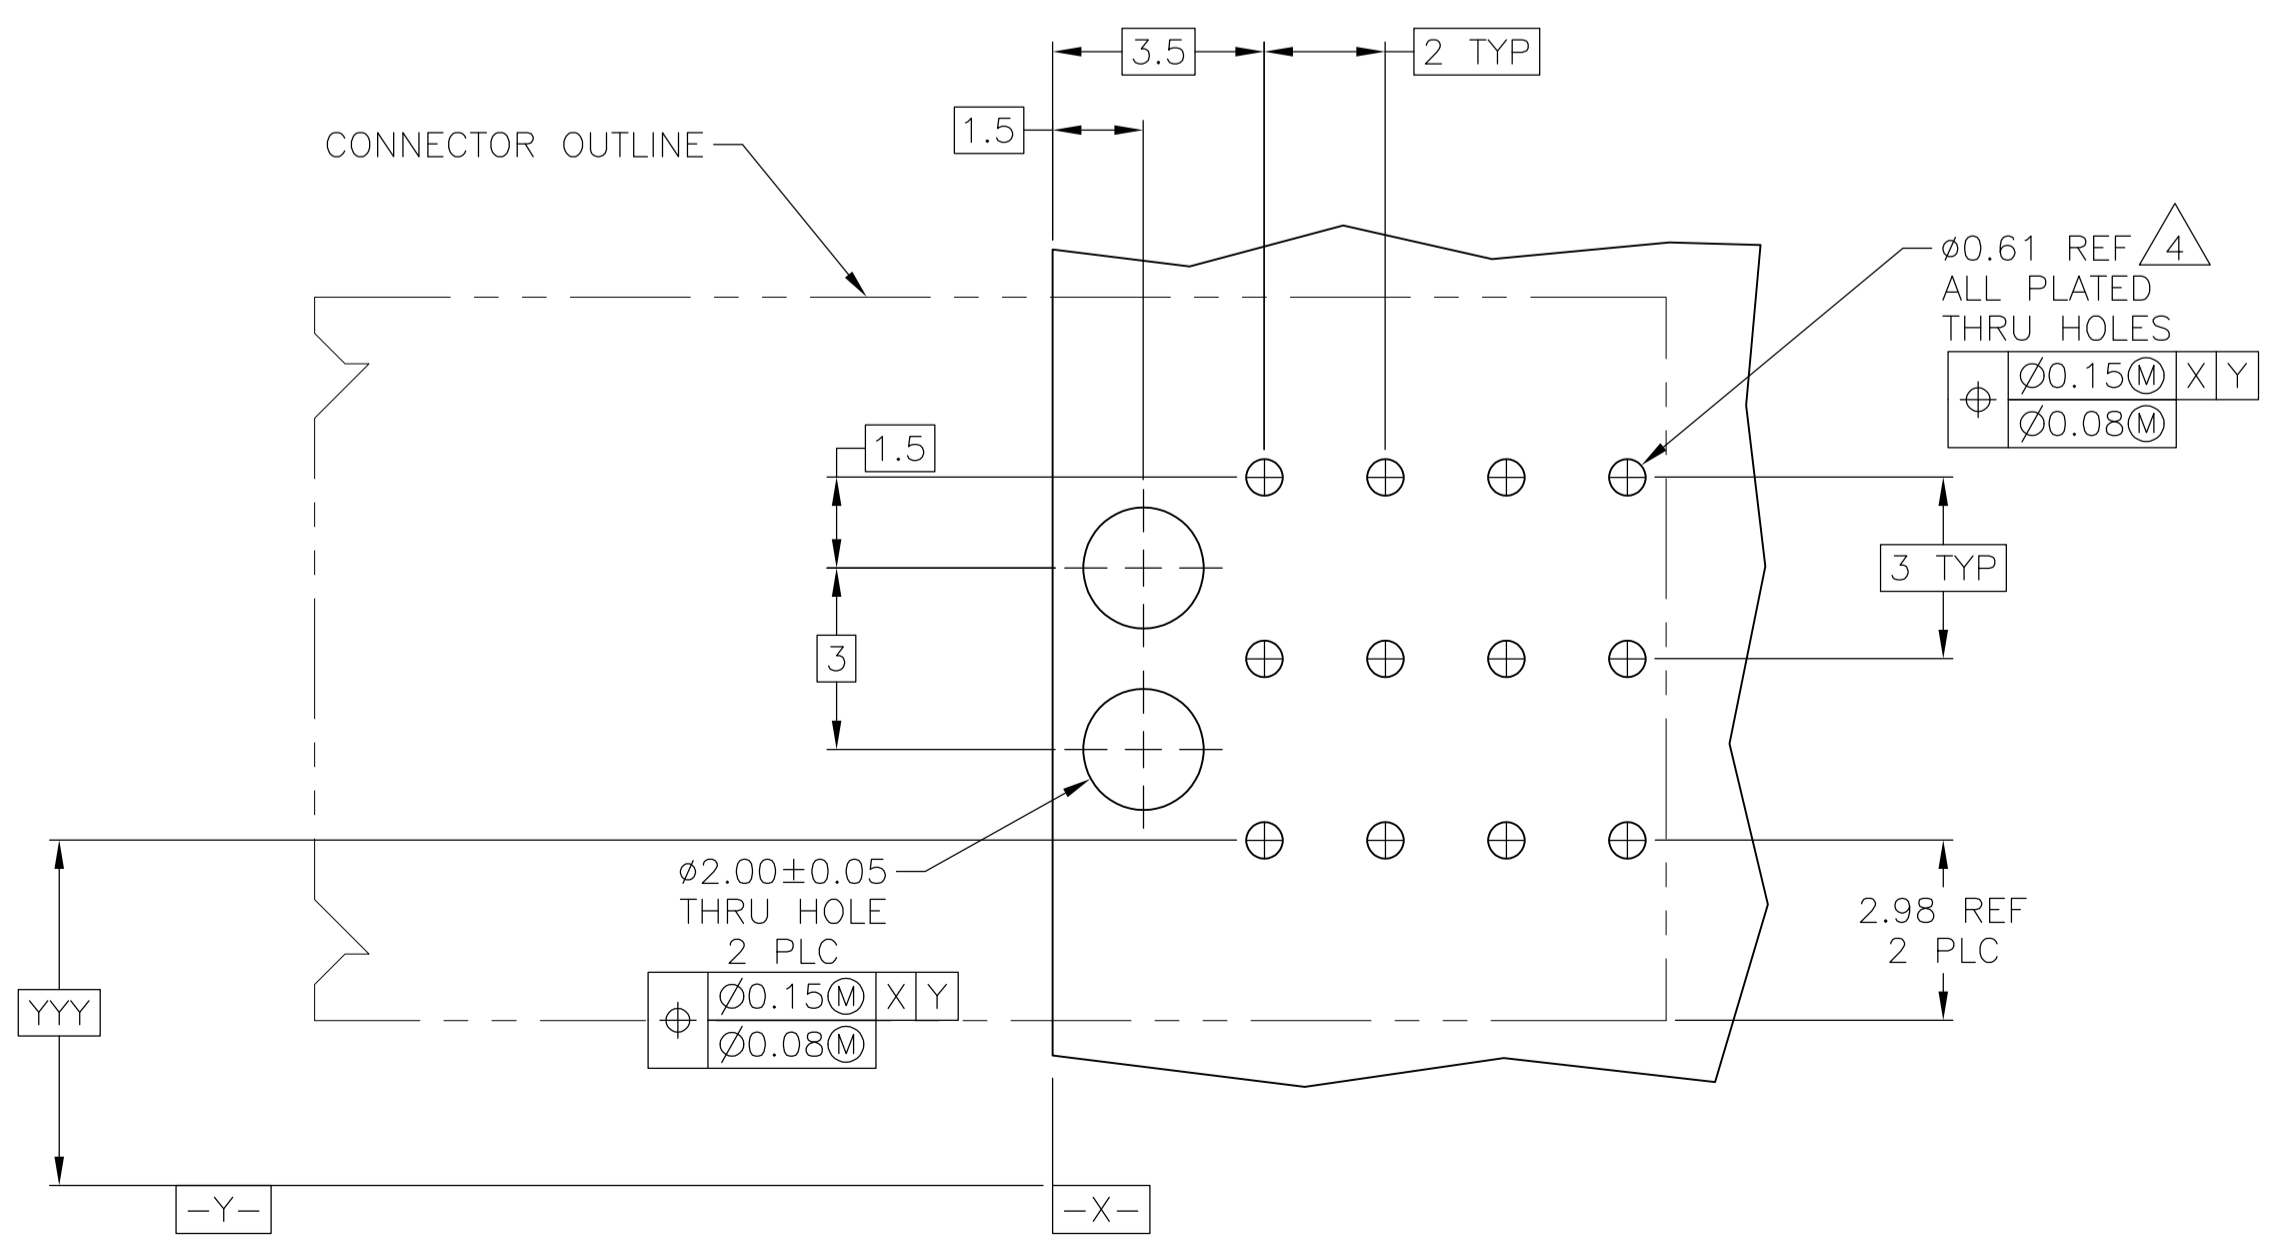 3.5
2 TYP
1.5
CONNECTOR OUTLINE
ø0.61 REF 4
ALL PLATED
THRU HOLES
⌖ Ø0.15Ⓜ X Y
Ø0.08Ⓜ
1.5
3 TYP
3
ø2.00±0.05
THRU HOLE
2 PLC
⌖ Ø0.15Ⓜ X Y
Ø0.08Ⓜ
2.98 REF
2 PLC
YYY
-Y-
-X-